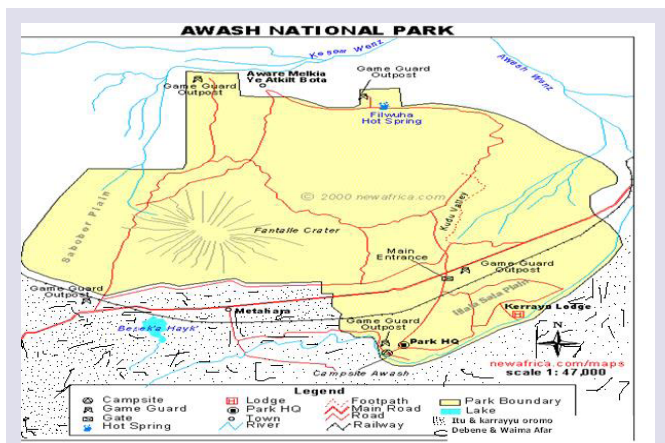 AWASH NATIONAL PARK
Kesow Wenz
Awash Wenz
Game Guard
Outpost
Aware Melkia
Ye Atkilt Bota
Game Guard
Outpost
Filwuha
Hot Spring
© 2000 newafrica.com
Sabober Plain
Fantalle Crater
Kudu Valley
Main
Entrance
Game Guard
Outpost
Game Guard
Outpost
Ilala Sala Plain
Metahara
Kerrayu Lodge
Beseka Hayk'
Game Guard
Outpost
Park HQ
N
Campsite Awash
newafrica.com/maps
scale 1: 47,000
Legend
Campsite
Game Guard
Gate
Hot Spring
Lodge
Park HQ
Town
River
Footpath
Main Road
Road
Railway
Park Boundary
Lake
Itu & karrayyu oromo
Debene & Waima Afar